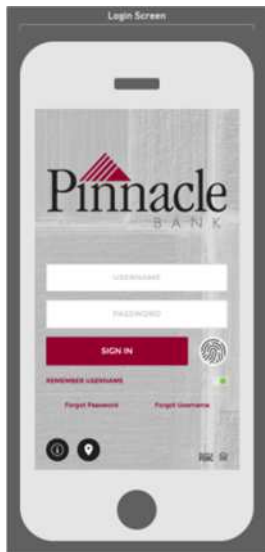 Login Screen
Pinnacle
BANK
USERNAME
PASSWORD
SIGN IN
REMEMBER USERNAME
Forgot Password Forgot Username